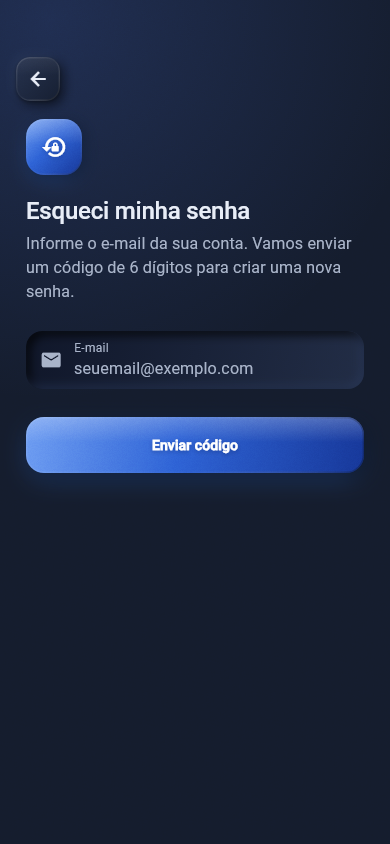 Esqueci minha senha
Informe o e-mail da sua conta. Vamos enviar
um código de 6 dígitos para criar uma nova
senha.
E-mail
seuemail@exemplo.com
Enviar código